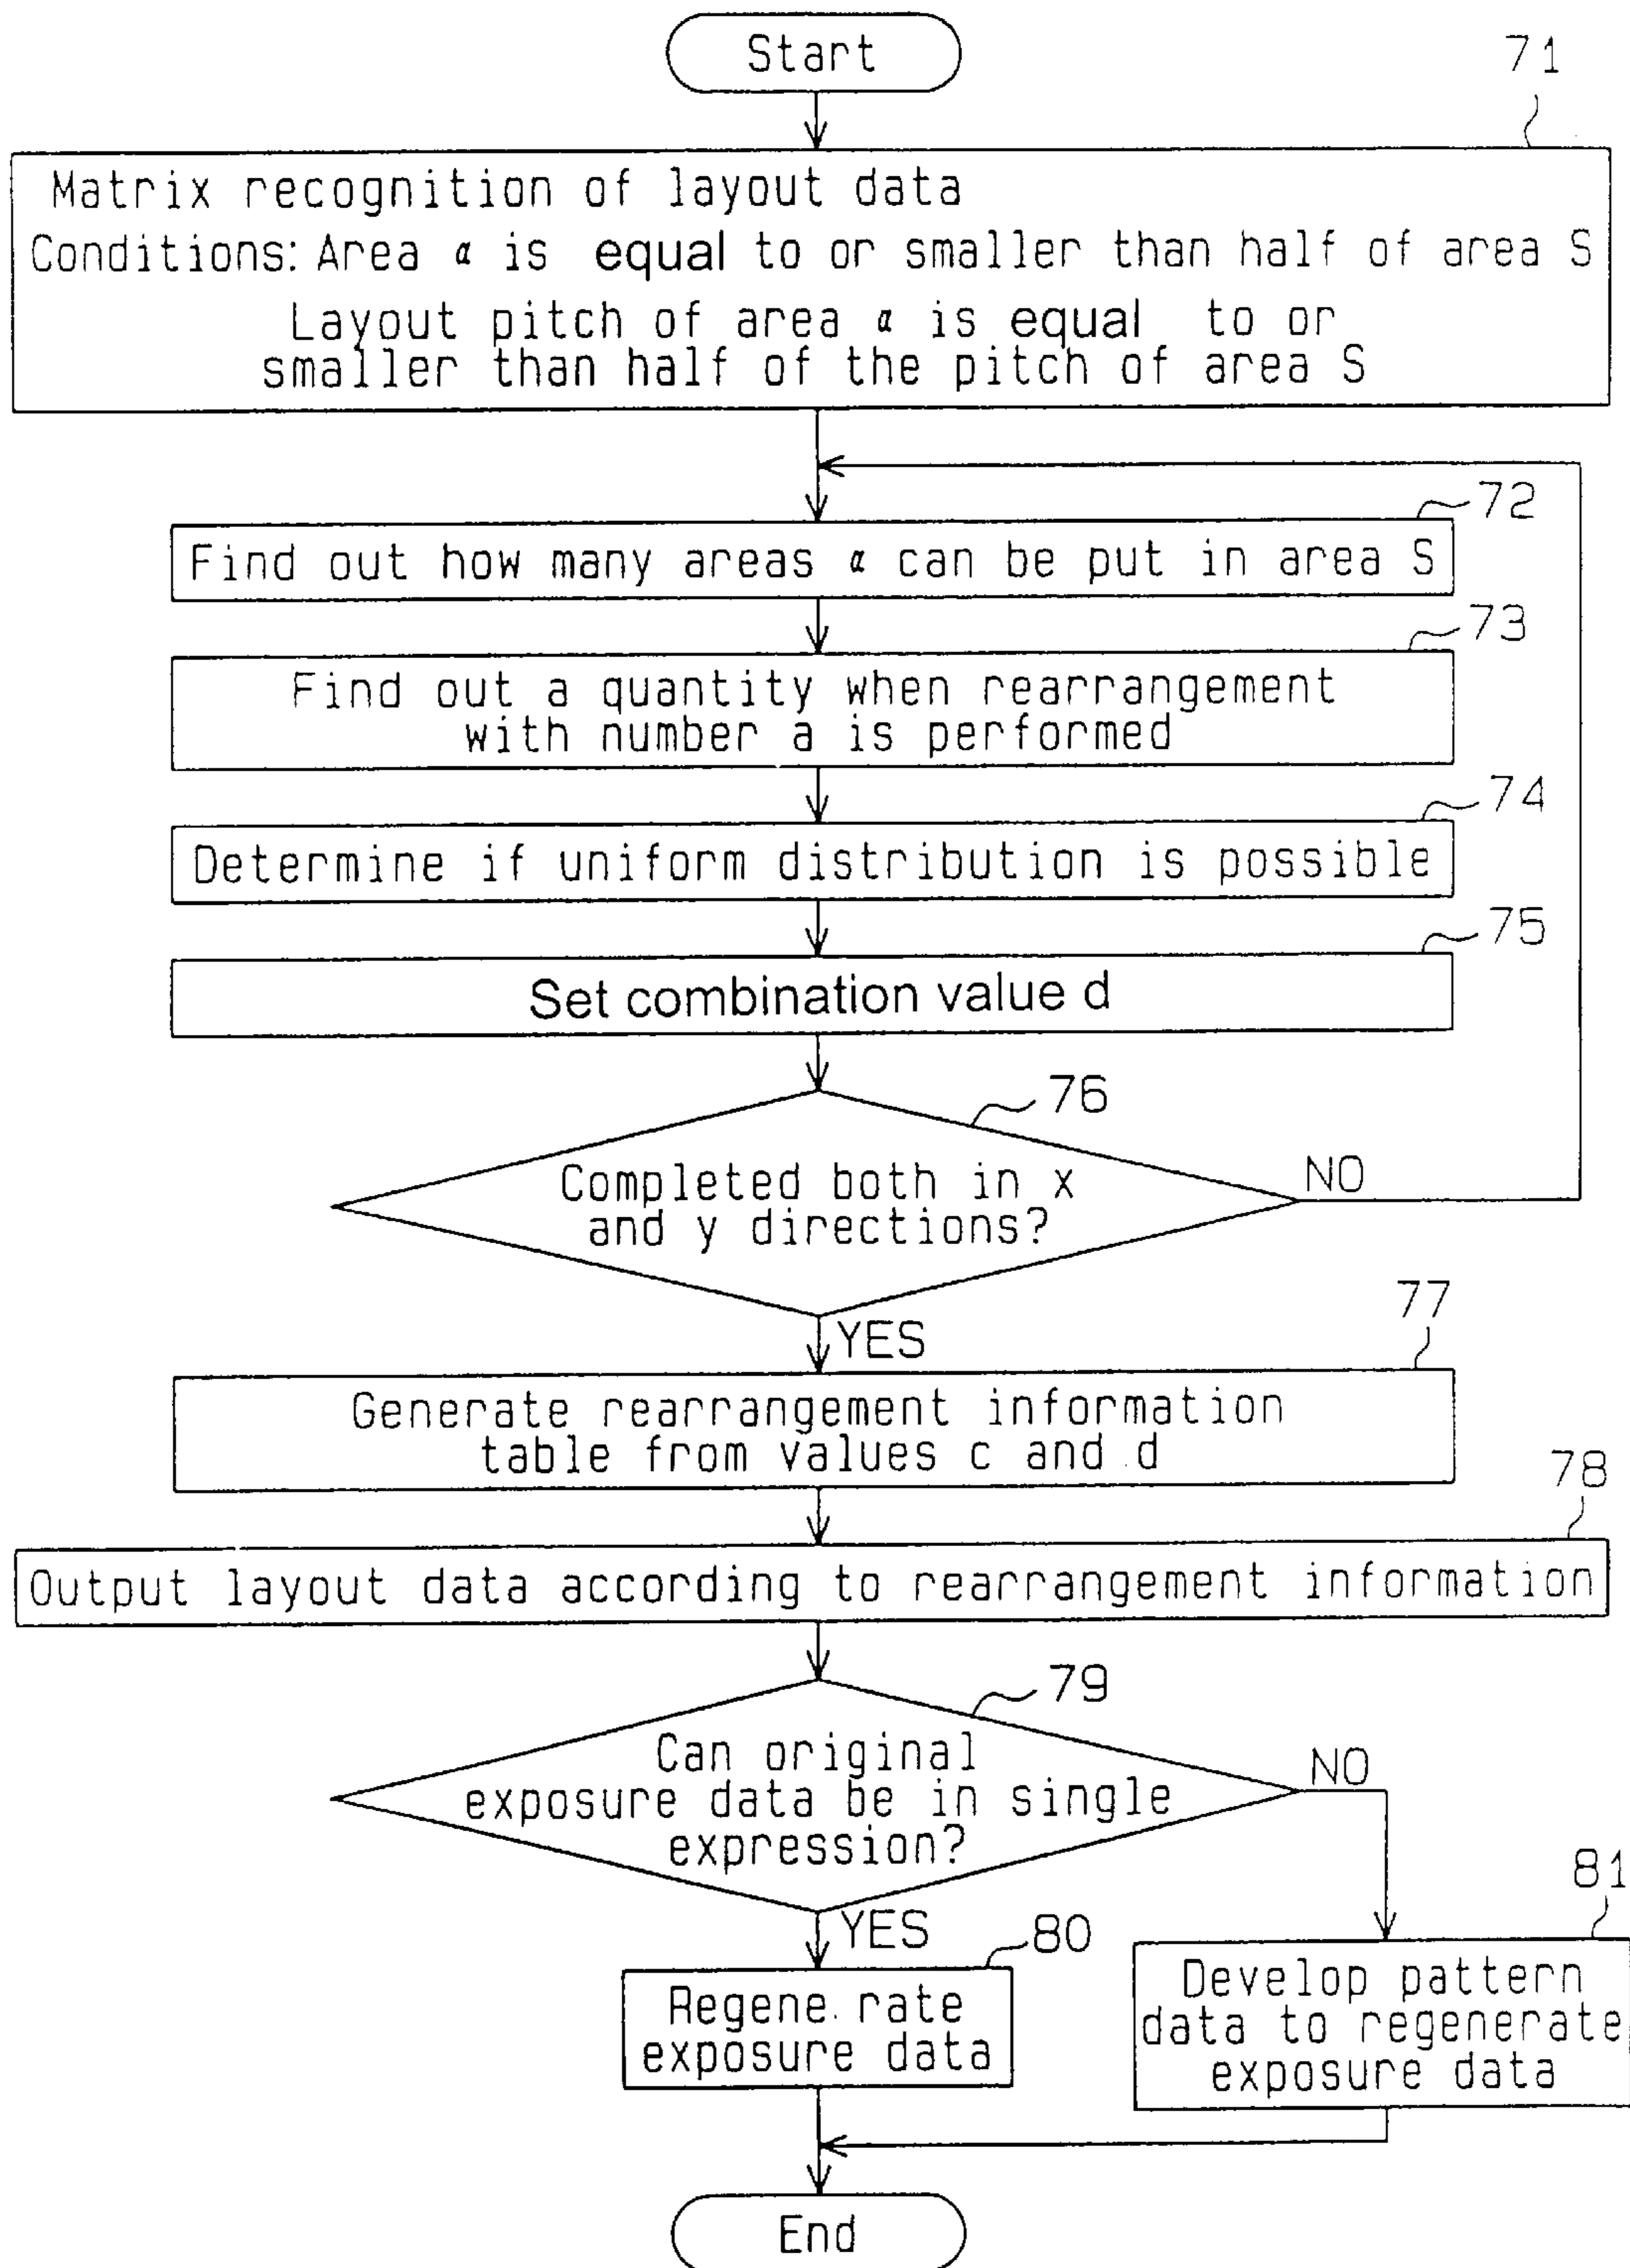 Start
71
Matrix recognition of layout data
Conditions: Area α is equal to or smaller than half of area S
Layout pitch of area α is equal to or
smaller than half of the pitch of area S
72
Find out how many areas α can be put in area S
73
Find out a quantity when rearrangement
with number a is performed
74
Determine if uniform distribution is possible
75
Set combination value d
76
Completed both in x
and y directions?
NO
77
YES
Generate rearrangement information
table from values c and d
78
Output layout data according to rearrangement information
79
Can original
exposure data be in single
expression?
NO
81
YES
80
Regene.rate
exposure data
Develop pattern
data to regenerate
exposure data
End